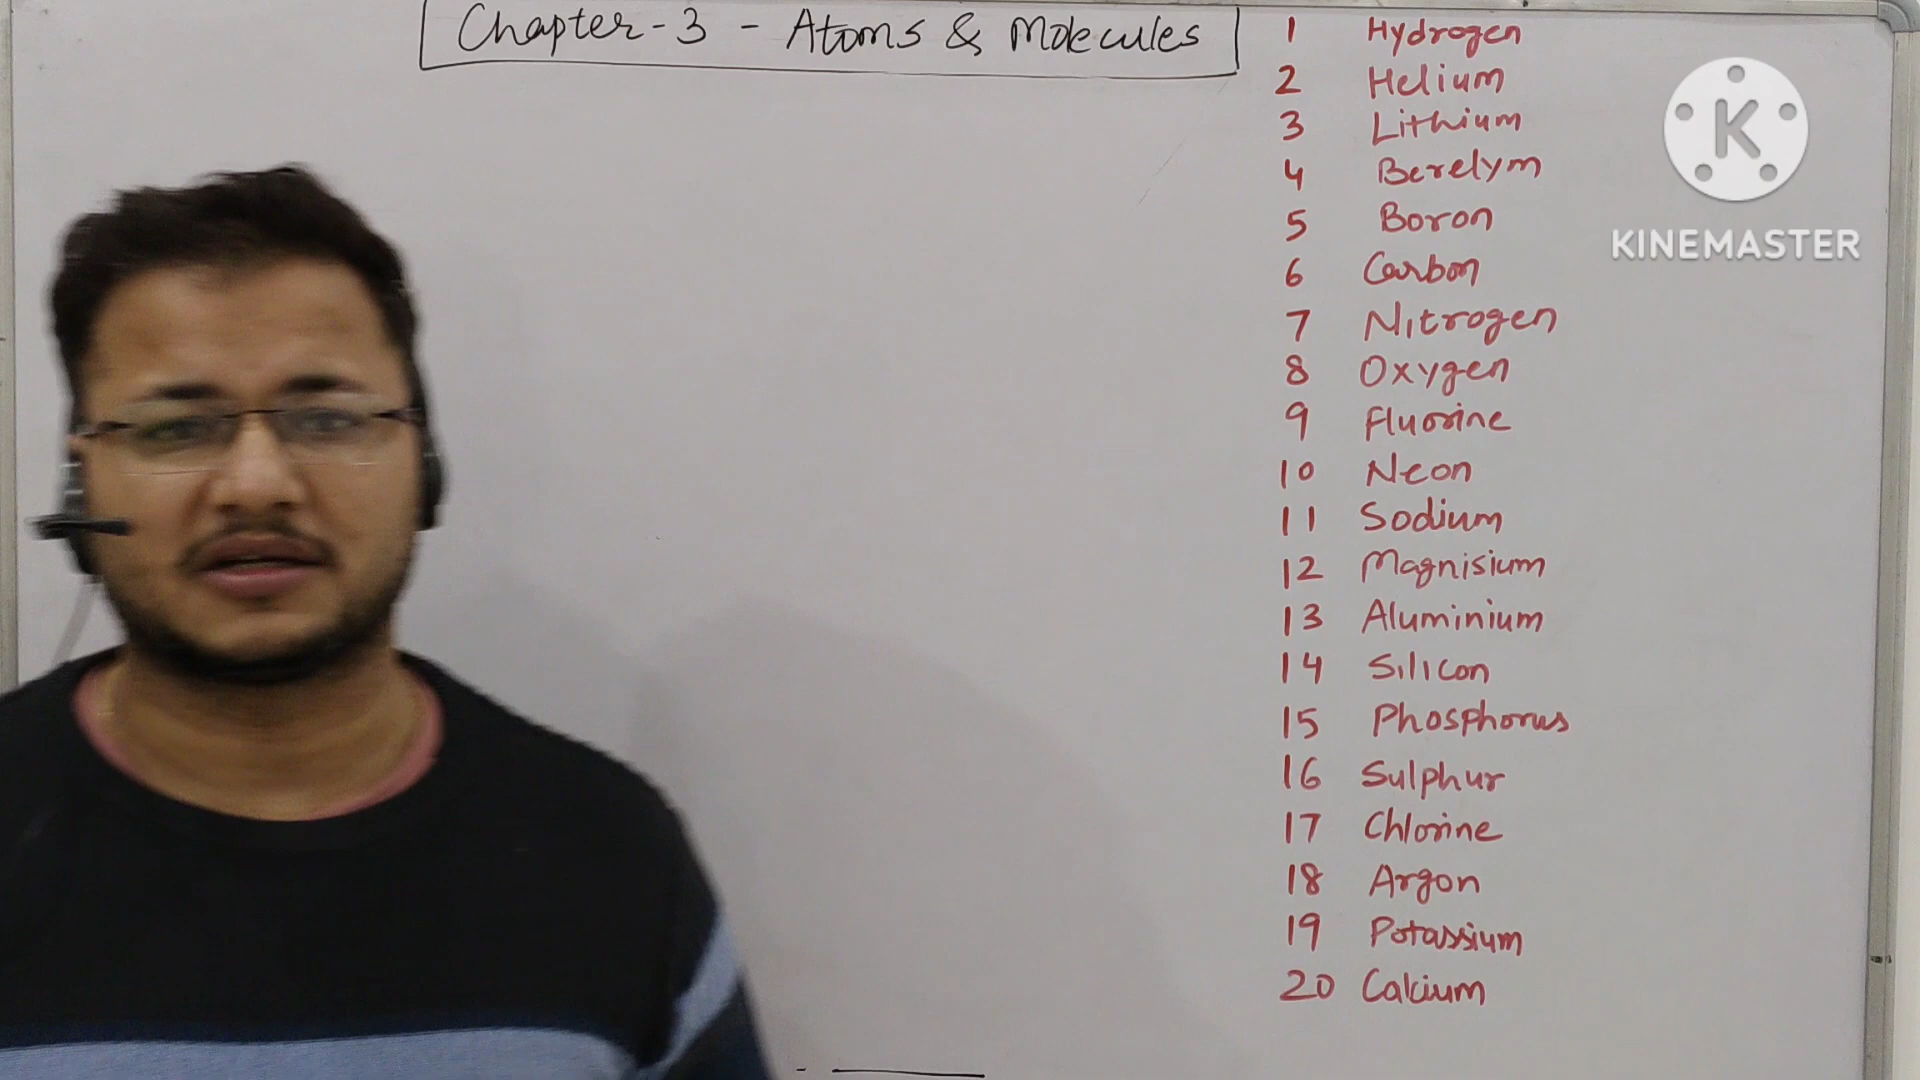 Chapter-3 - Atoms & Molecules
1 Hydrogen
2 Helium
3 Lithium
4 Berelym
5 Boron
6 Carbon
7 Nitrogen
8 Oxygen
9 Fluorine
10 Neon
11 Sodium
12 Magnisium
13 Aluminium
14 Silicon
15 Phosphorus
16 Sulphur
17 Chlorine
18 Argon
19 Potassium
20 Calcium
K
KINEMASTER